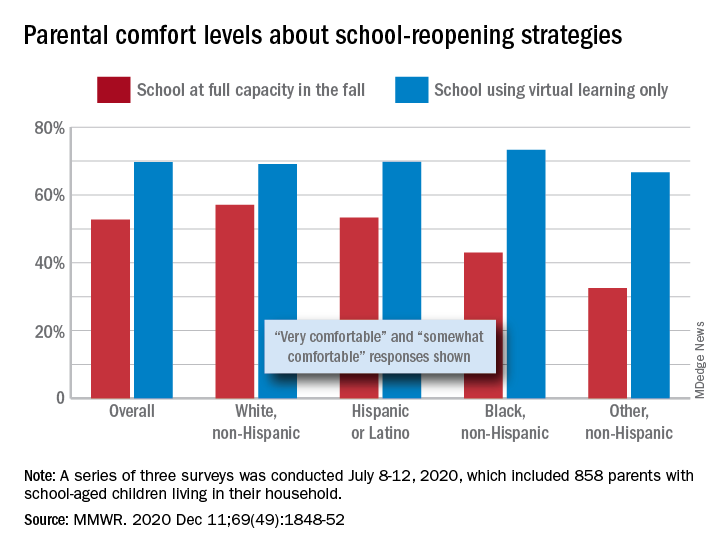 Parental comfort levels about school-reopening strategies
School at full capacity in the fall
School using virtual learning only
80%
60%
40%
20%
0
“Very comfortable” and “somewhat
comfortable” responses shown
Overall
White,
non-Hispanic
Hispanic
or Latino
Black,
non-Hispanic
Other,
non-Hispanic
MDedge News
Note: A series of three surveys was conducted July 8-12, 2020, which included 858 parents with
school-aged children living in their household.
Source: MMWR. 2020 Dec 11;69(49):1848-52